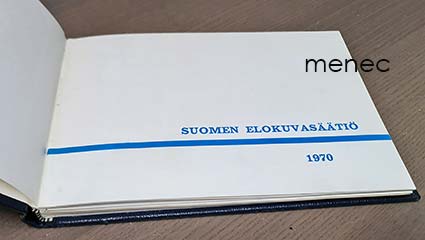 menec
SUOMEN ELOKUVASÄÄTIÖ
1970